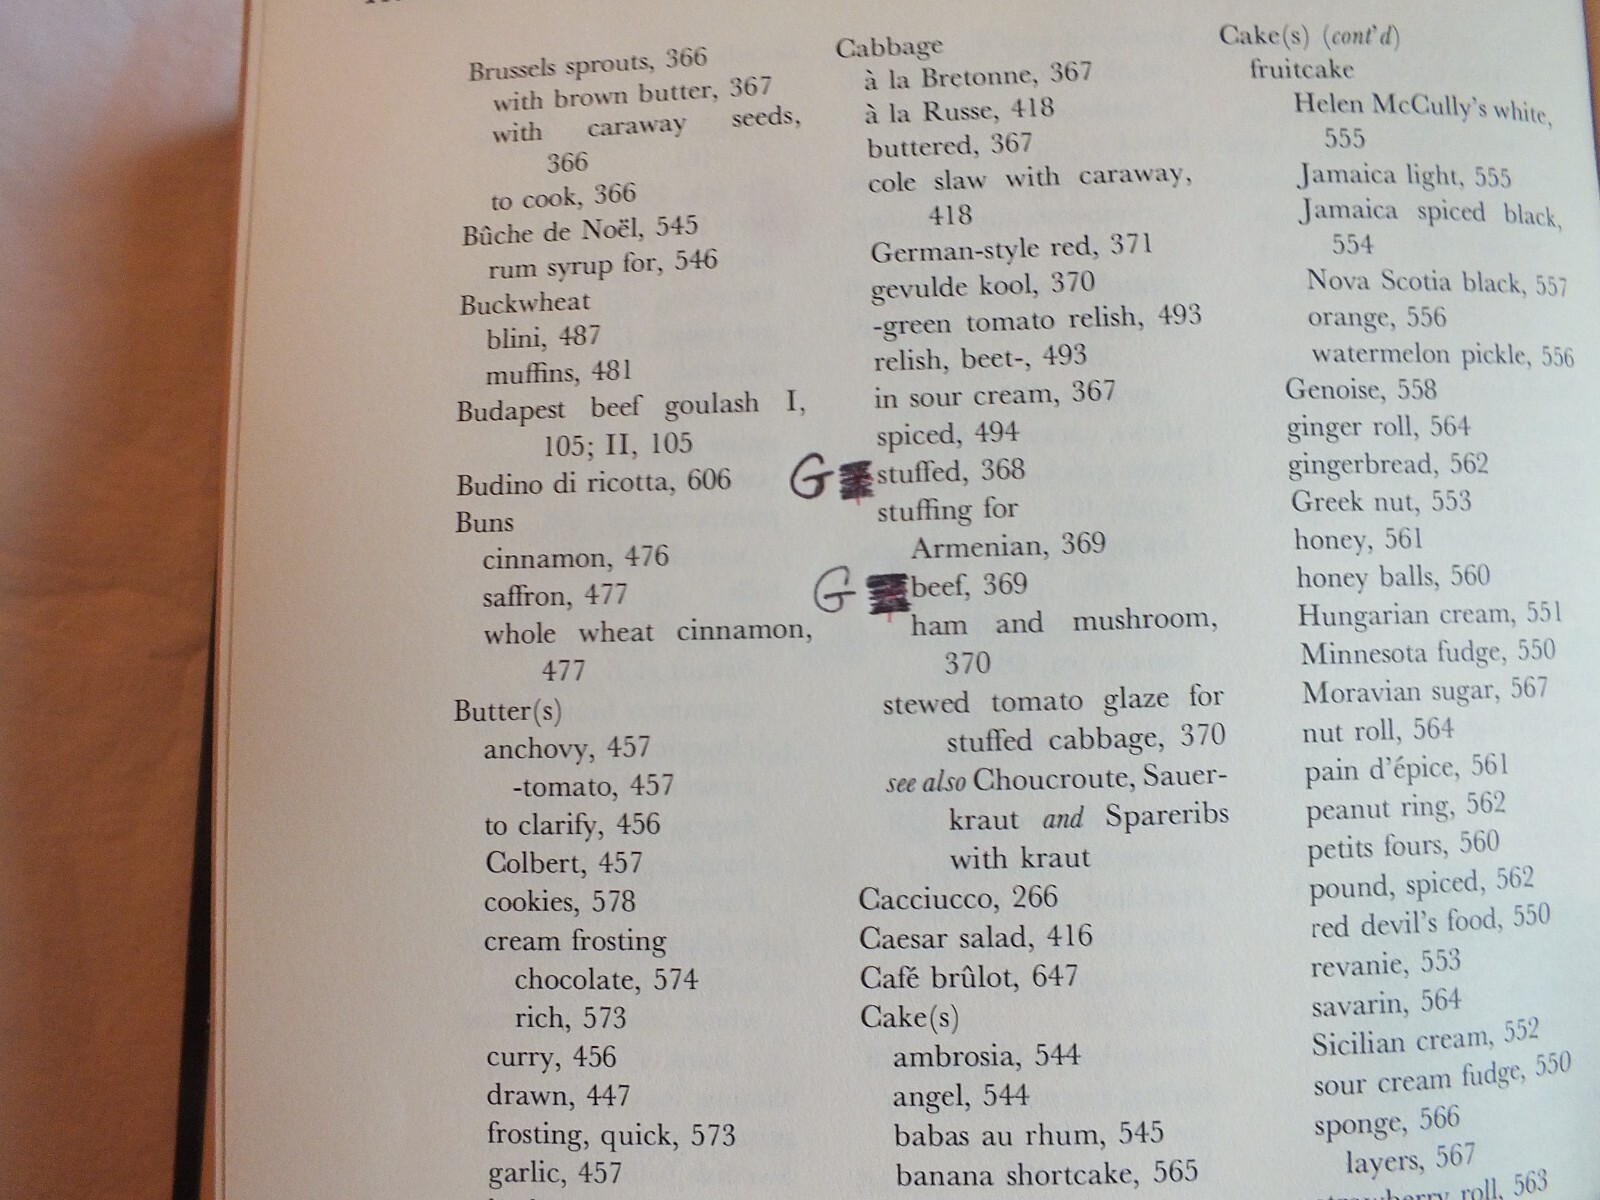 Brussels sprouts, 366
with brown butter, 367
with caraway seeds,
366
to cook, 366
Bûche de Noël, 545
rum syrup for, 546
Buckwheat
blini, 487
muffins, 481
Budapest beef goulash I,
105; II, 105
Budino di ricotta, 606
Buns
cinnamon, 476
saffron, 477
whole wheat cinnamon,
477
Butter(s)
anchovy, 457
-tomato, 457
to clarify, 456
Colbert, 457
cookies, 578
cream frosting
chocolate, 574
rich, 573
curry, 456
drawn, 447
frosting, quick, 573
garlic, 457
Cabbage
à la Bretonne, 367
à la Russe, 418
buttered, 367
cole slaw with caraway,
418
German-style red, 371
gevulde kool, 370
-green tomato relish, 493
relish, beet-, 493
in sour cream, 367
spiced, 494
G stuffed, 368
stuffing for
Armenian, 369
G beef, 369
ham and mushroom,
370
stewed tomato glaze for
stuffed cabbage, 370
see also Choucroute, Sauer-
kraut and Spareribs
with kraut
Cacciucco, 266
Caesar salad, 416
Café brûlot, 647
Cake(s)
ambrosia, 544
angel, 544
babas au rhum, 545
banana shortcake, 565
Cake(s) (cont'd)
fruitcake
Helen McCully's white,
555
Jamaica light, 555
Jamaica spiced black,
554
Nova Scotia black, 557
orange, 556
watermelon pickle, 556
Genoise, 558
ginger roll, 564
gingerbread, 562
Greek nut, 553
honey, 561
honey balls, 560
Hungarian cream, 551
Minnesota fudge, 550
Moravian sugar, 567
nut roll, 564
pain d'épice, 561
peanut ring, 562
petits fours, 560
pound, spiced, 562
red devil's food, 550
revanie, 553
savarin, 564
Sicilian cream, 552
sour cream fudge, 550
sponge, 566
layers, 567
roll, 563